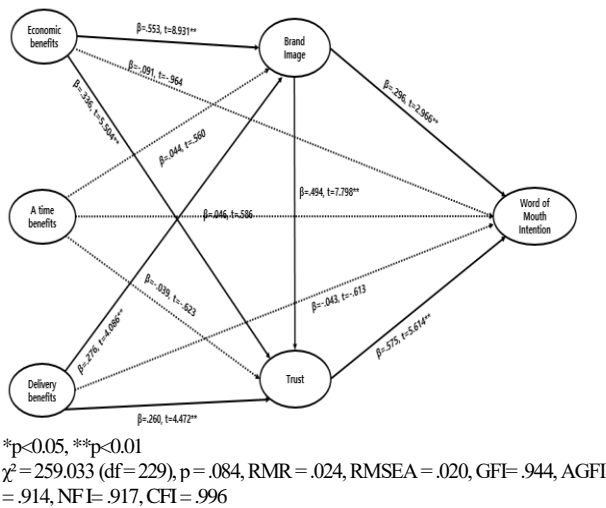 Economic
benefits
β=.553, t=8.931**
Brand
Image
β=-.091, t=-.964
β=.336, t=5.504**
β=.296, t=2.966**
β=.044, t=.560
A time
benefits
β=.046, t=.586
β=.494, t=7.798**
Word of
Mouth
Intention
β=-.039, t=-.623
β=-.043, t=-.613
β=.276, t=4.086**
β=.575, t=5.614**
Delivery
benefits
Trust
β=.260, t=4.472**
*p<0.05, **p<0.01
χ² = 259.033 (df = 229), p = .084, RMR = .024, RMSEA = .020, GFI= .944, AGFI
= .914, NFI= .917, CFI = .996